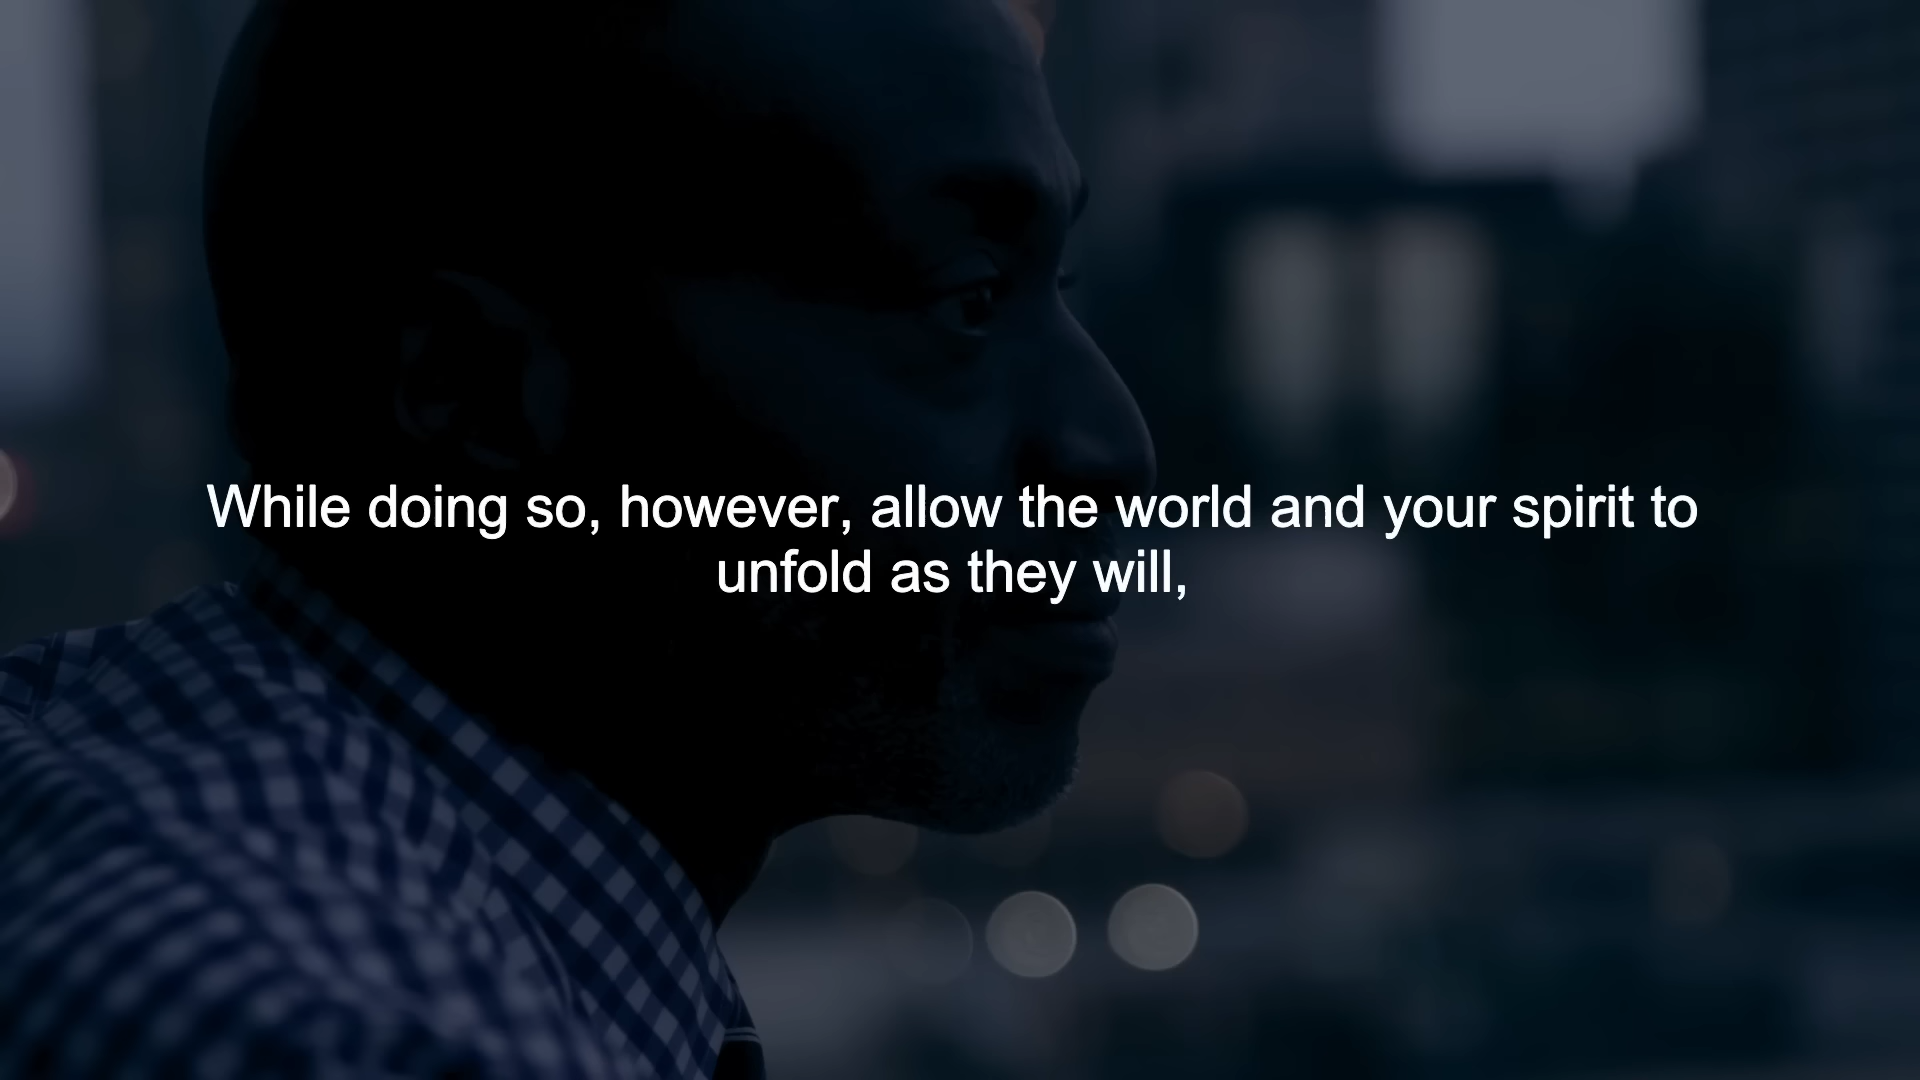 While doing so, however, allow the world and your spirit to
unfold as they will,